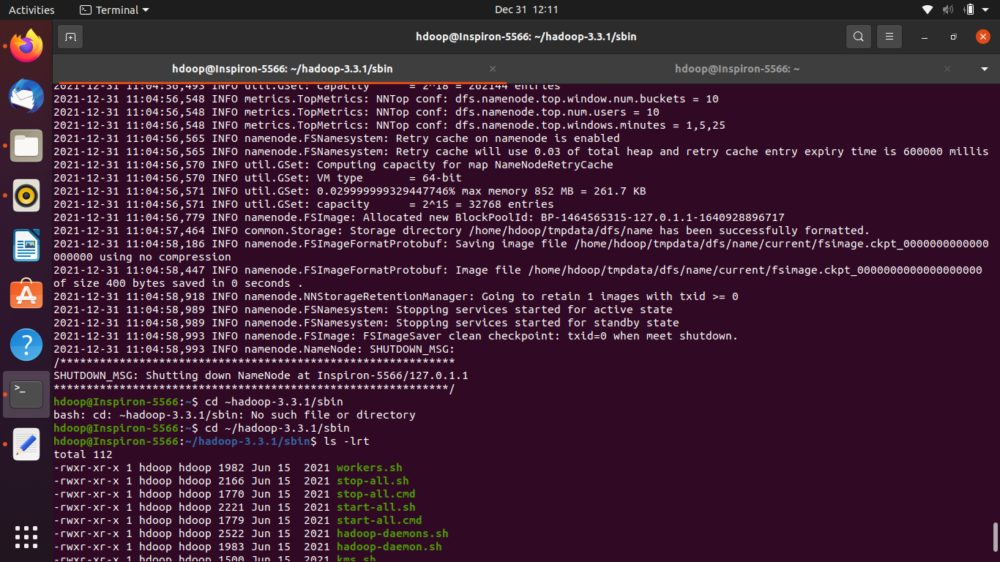 Activities
Terminal
Dec 31 12:11
hdoop@Inspiron-5566: ~/hadoop-3.3.1/sbin
hdoop@Inspiron-5566: ~/hadoop-3.3.1/sbin
hdoop@Inspiron-5566: ~
2021-12-31 11:04:56,493 INFO util.GSet: capacity      = 2^18 = 262144 entries
2021-12-31 11:04:56,548 INFO metrics.TopMetrics: NNTop conf: dfs.namenode.top.window.num.buckets = 10
2021-12-31 11:04:56,548 INFO metrics.TopMetrics: NNTop conf: dfs.namenode.top.num.users = 10
2021-12-31 11:04:56,548 INFO metrics.TopMetrics: NNTop conf: dfs.namenode.top.windows.minutes = 1,5,25
2021-12-31 11:04:56,565 INFO namenode.FSNamesystem: Retry cache on namenode is enabled
2021-12-31 11:04:56,565 INFO namenode.FSNamesystem: Retry cache will use 0.03 of total heap and retry cache entry expiry time is 600000 millis
2021-12-31 11:04:56,570 INFO util.GSet: Computing capacity for map NameNodeRetryCache
2021-12-31 11:04:56,570 INFO util.GSet: VM type       = 64-bit
2021-12-31 11:04:56,571 INFO util.GSet: 0.029999999329447746% max memory 852 MB = 261.7 KB
2021-12-31 11:04:56,571 INFO util.GSet: capacity      = 2^15 = 32768 entries
2021-12-31 11:04:56,779 INFO namenode.FSImage: Allocated new BlockPoolId: BP-1464565315-127.0.1.1-1640928896717
2021-12-31 11:04:57,464 INFO common.Storage: Storage directory /home/hdoop/tmpdata/dfs/name has been successfully formatted.
2021-12-31 11:04:58,186 INFO namenode.FSImageFormatProtobuf: Saving image file /home/hdoop/tmpdata/dfs/name/current/fsimage.ckpt_0000000000000
000000 using no compression
2021-12-31 11:04:58,447 INFO namenode.FSImageFormatProtobuf: Image file /home/hdoop/tmpdata/dfs/name/current/fsimage.ckpt_0000000000000000000
of size 400 bytes saved in 0 seconds .
2021-12-31 11:04:58,918 INFO namenode.NNStorageRetentionManager: Going to retain 1 images with txid >= 0
2021-12-31 11:04:58,989 INFO namenode.FSNamesystem: Stopping services started for active state
2021-12-31 11:04:58,989 INFO namenode.FSNamesystem: Stopping services started for standby state
2021-12-31 11:04:58,993 INFO namenode.FSImage: FSImageSaver clean checkpoint: txid=0 when meet shutdown.
2021-12-31 11:04:58,993 INFO namenode.NameNode: SHUTDOWN_MSG:
/************************************************************
SHUTDOWN_MSG: Shutting down NameNode at Inspiron-5566/127.0.1.1
************************************************************/
hdoop@Inspiron-5566:~$ cd ~hadoop-3.3.1/sbin
bash: cd: ~hadoop-3.3.1/sbin: No such file or directory
hdoop@Inspiron-5566:~$ cd ~/hadoop-3.3.1/sbin
hdoop@Inspiron-5566:~/hadoop-3.3.1/sbin$ ls -lrt
total 112
-rwxr-xr-x 1 hdoop hdoop 1982 Jun 15  2021 workers.sh
-rwxr-xr-x 1 hdoop hdoop 2166 Jun 15  2021 stop-all.sh
-rwxr-xr-x 1 hdoop hdoop 1770 Jun 15  2021 stop-all.cmd
-rwxr-xr-x 1 hdoop hdoop 2221 Jun 15  2021 start-all.sh
-rwxr-xr-x 1 hdoop hdoop 1779 Jun 15  2021 start-all.cmd
-rwxr-xr-x 1 hdoop hdoop 2522 Jun 15  2021 hadoop-daemons.sh
-rwxr-xr-x 1 hdoop hdoop 1983 Jun 15  2021 hadoop-daemon.sh
-rwxr-xr-x 1 hdoop hdoop 1500 Jun 15  2021 kms.sh